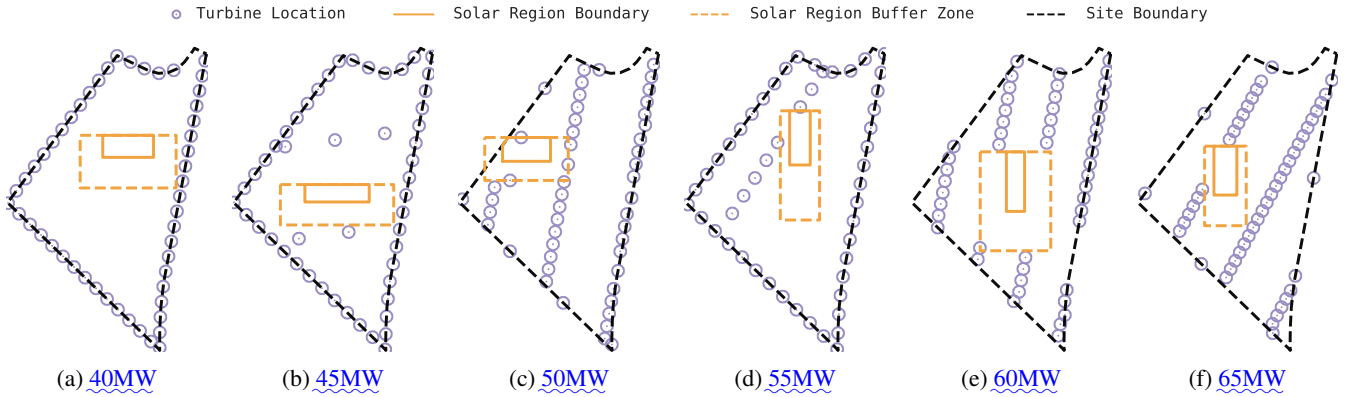 Turbine Location Solar Region Boundary Solar Region Buffer Zone Site Boundary
(a) 40MW (b) 45MW (c) 50MW (d) 55MW (e) 60MW (f) 65MW